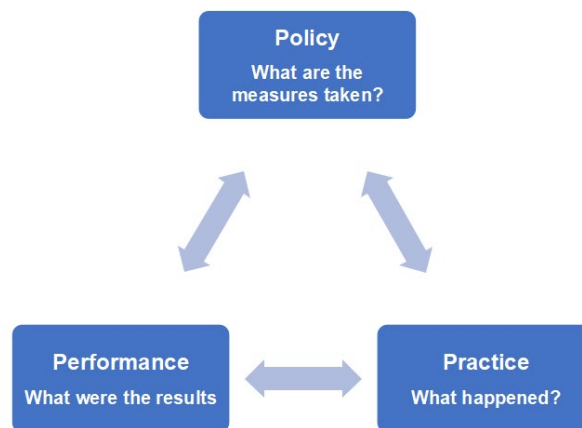 Policy
What are the
measures taken?
Performance
What were the results
Practice
What happened?